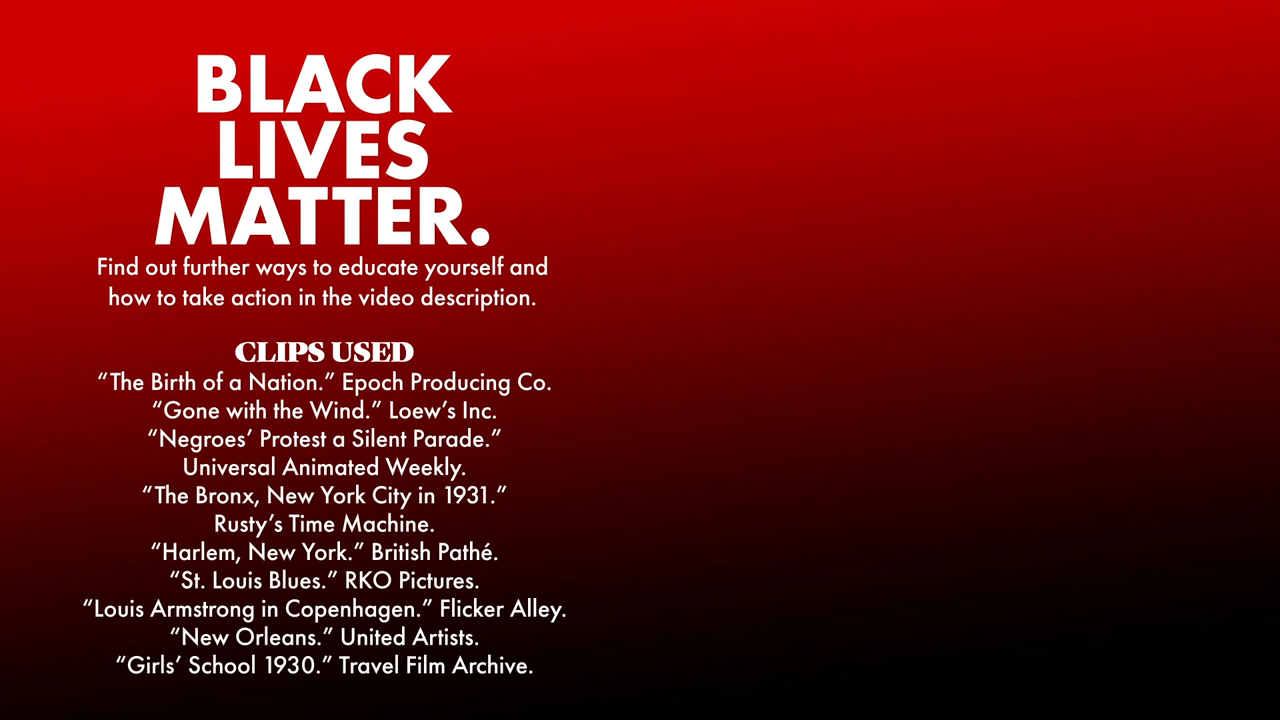 BLACK
LIVES
MATTER.
Find out further ways to educate yourself and
how to take action in the video description.
CLIPS USED
“The Birth of a Nation.” Epoch Producing Co.
“Gone with the Wind.” Loew’s Inc.
“Negroes’ Protest a Silent Parade.”
Universal Animated Weekly.
“The Bronx, New York City in 1931.”
Rusty’s Time Machine.
“Harlem, New York.” British Pathé.
“St. Louis Blues.” RKO Pictures.
“Louis Armstrong in Copenhagen.” Flicker Alley.
“New Orleans.” United Artists.
“Girls’ School 1930.” Travel Film Archive.